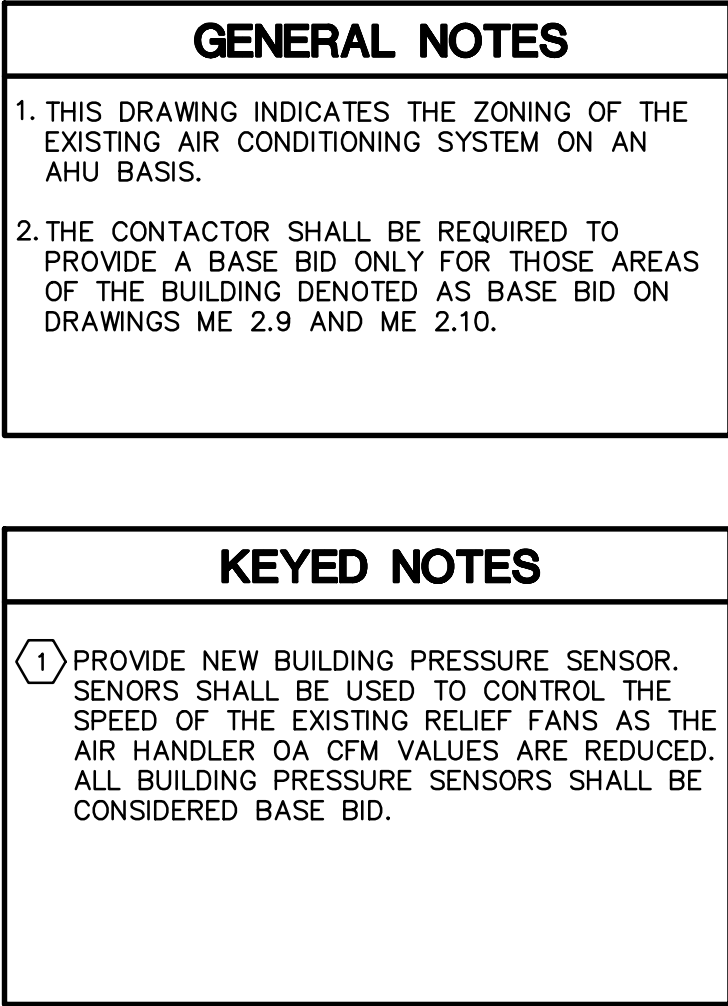 GENERAL NOTES
1. THIS DRAWING INDICATES THE ZONING OF THE
EXISTING AIR CONDITIONING SYSTEM ON AN
AHU BASIS.
2. THE CONTACTOR SHALL BE REQUIRED TO
PROVIDE A BASE BID ONLY FOR THOSE AREAS
OF THE BUILDING DENOTED AS BASE BID ON
DRAWINGS ME 2.9 AND ME 2.10.
KEYED NOTES
1 PROVIDE NEW BUILDING PRESSURE SENSOR.
SENORS SHALL BE USED TO CONTROL THE
SPEED OF THE EXISTING RELIEF FANS AS THE
AIR HANDLER OA CFM VALUES ARE REDUCED.
ALL BUILDING PRESSURE SENSORS SHALL BE
CONSIDERED BASE BID.